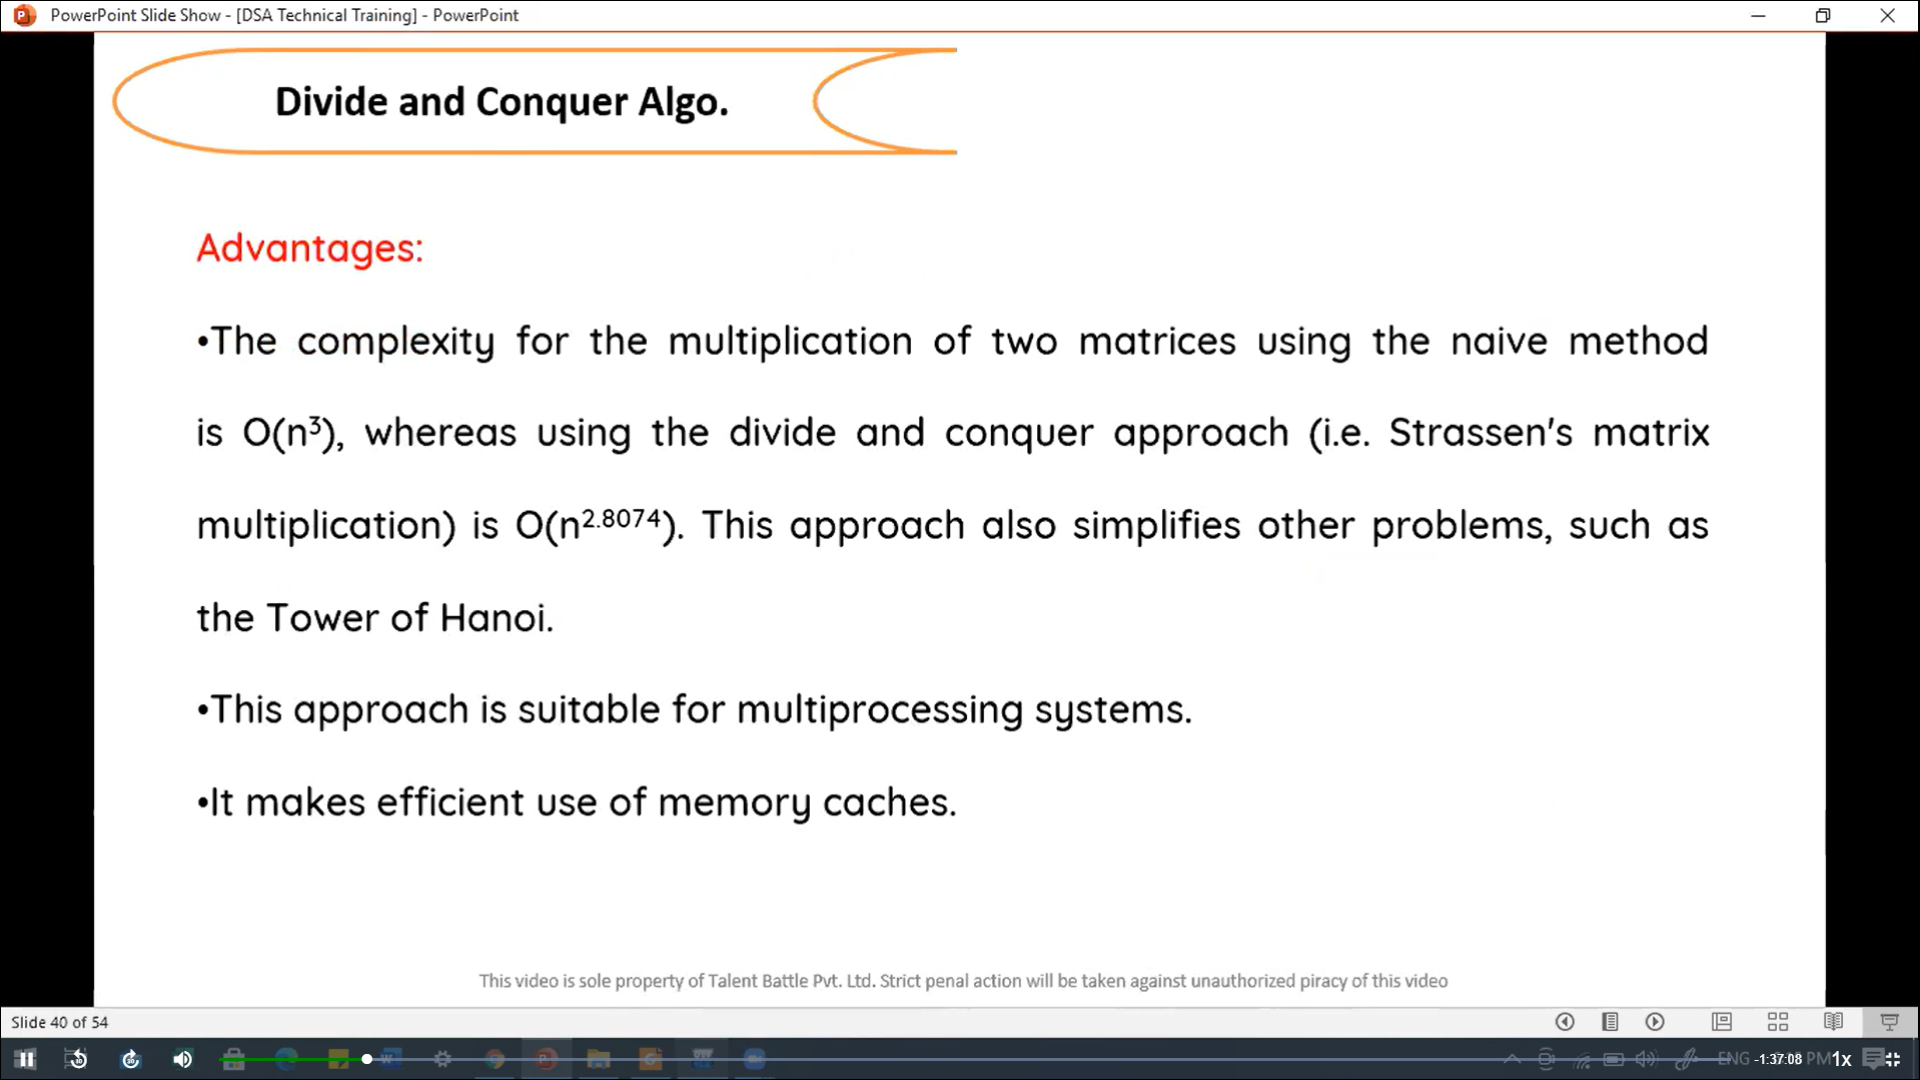 PowerPoint Slide Show - [DSA Technical Training] - PowerPoint
Divide and Conquer Algo.
Advantages:
•The complexity for the multiplication of two matrices using the naive method
is O(n³), whereas using the divide and conquer approach (i.e. Strassen's matrix
multiplication) is O(n²·⁸⁰⁷⁴). This approach also simplifies other problems, such as
the Tower of Hanoi.
•This approach is suitable for multiprocessing systems.
•It makes efficient use of memory caches.
This video is sole property of Talent Battle Pvt. Ltd. Strict penal action will be taken against unauthorized piracy of this video
Slide 40 of 54
ENG
PM
-1:37:08
1x